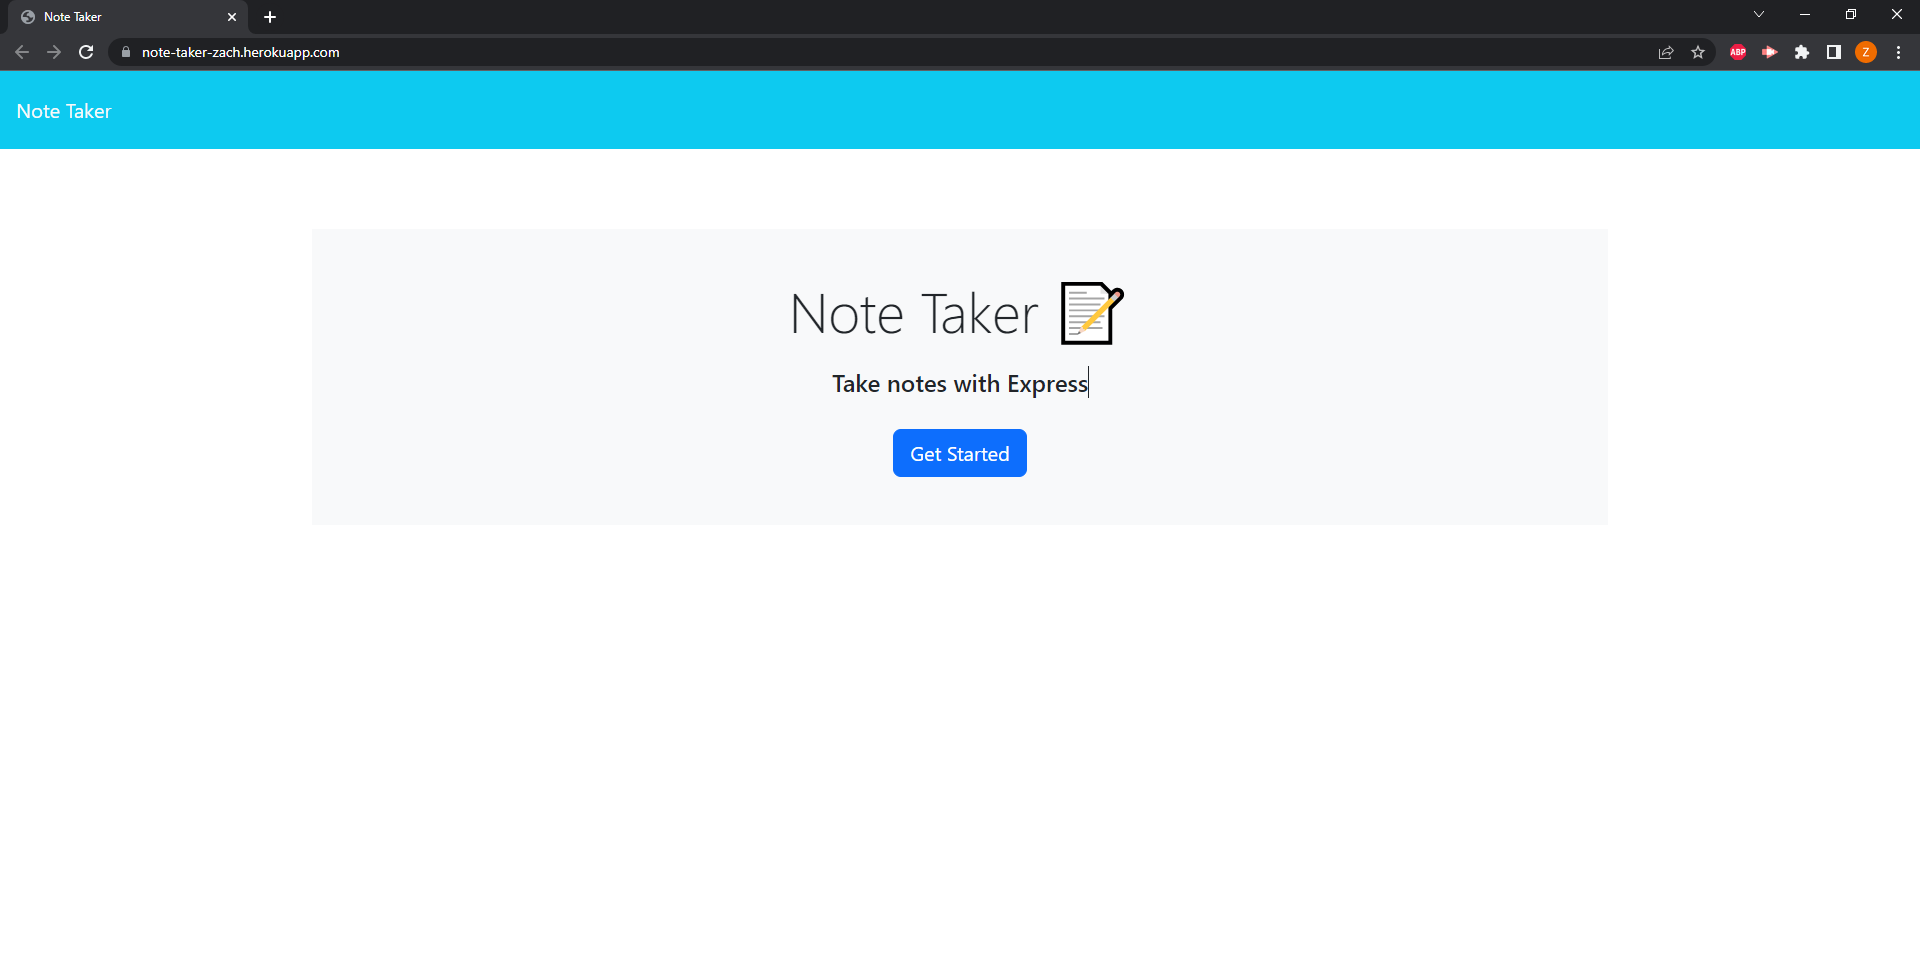 Note Taker
note-taker-zach.herokuapp.com
ABP
Z
Note Taker
Note Taker
Take notes with Express
Get Started